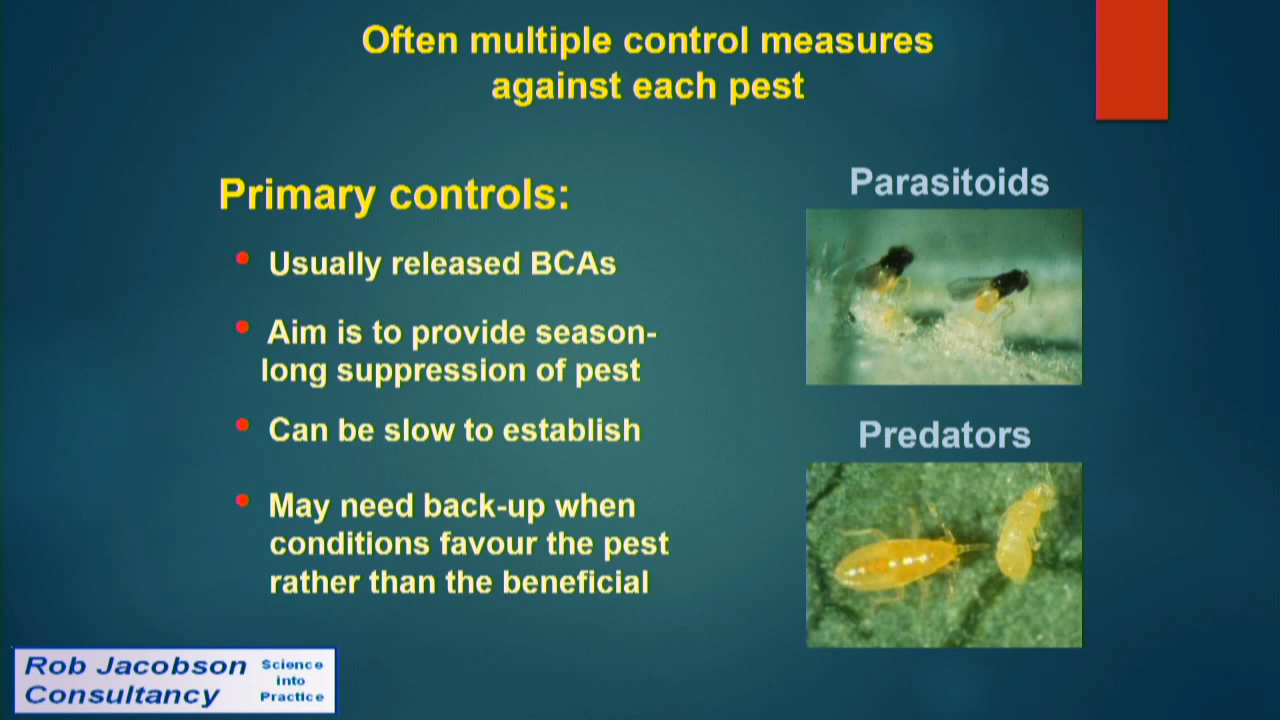 Often multiple control measures
against each pest
Primary controls:
Usually released BCAs
Aim is to provide season-
long suppression of pest
Can be slow to establish
May need back-up when
conditions favour the pest
rather than the beneficial
Parasitoids
Predators
Rob Jacobson
Consultancy
Science
into
Practice